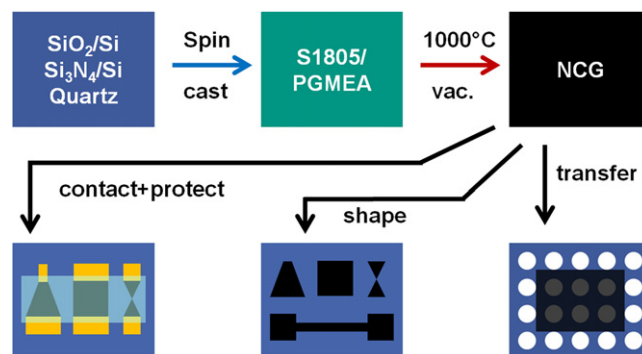 SiO₂/Si
Si₃N₄/Si
Quartz
Spin
cast
S1805/
PGMEA
1000°C
vac.
NCG
contact+protect
shape
transfer